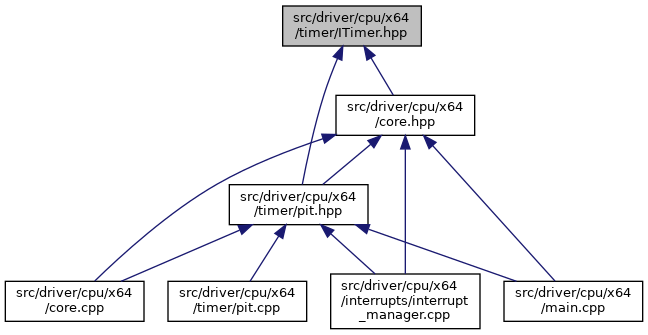 src/driver/cpu/x64
/timer/ITimer.hpp
src/driver/cpu/x64
/core.hpp
src/driver/cpu/x64
/timer/pit.hpp
src/driver/cpu/x64
/core.cpp
src/driver/cpu/x64
/timer/pit.cpp
src/driver/cpu/x64
/interrupts/interrupt
_manager.cpp
src/driver/cpu/x64
/main.cpp